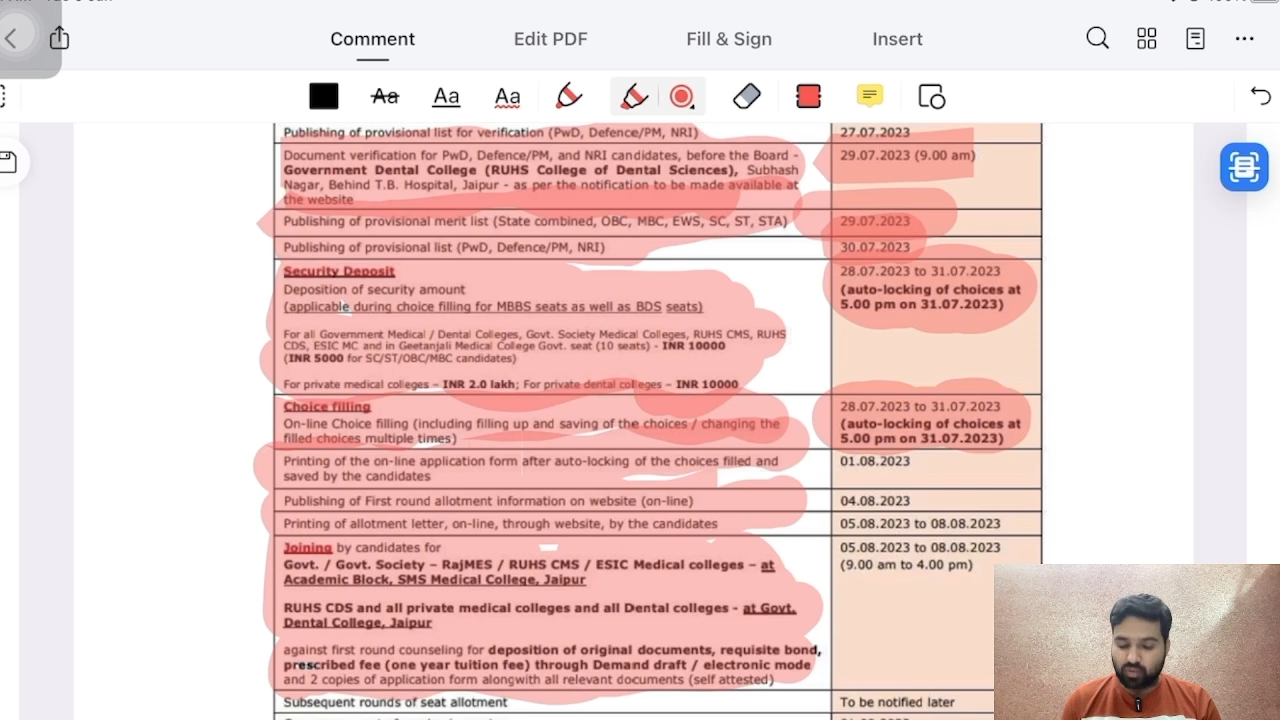 Comment
Edit PDF
Fill & Sign
Insert
Aa
Aa
Aa
Publishing of provisional list for verification (PwD, Defence/PM, NRI)
27.07.2023
Document verification for PwD, Defence/PM, and NRI candidates, before the Board -
Government Dental College (RUHS College of Dental Sciences), Subhash
Nagar, Behind T.B. Hospital, Jaipur - as per the notification to be made available at
the website
29.07.2023 (9.00 am)
Publishing of provisional merit list (State combined, OBC, MBC, EWS, SC, ST, STA)
29.07.2023
Publishing of provisional list (PwD, Defence/PM, NRI)
30.07.2023
Security Deposit
Deposition of security amount
(applicable during choice filling for MBBS seats as well as BDS seats)
For all Government Medical / Dental Colleges, Govt. Society Medical Colleges, RUHS CMS, RUHS
CDS, ESIC MC and in Geetanjali Medical College Govt. seat (10 seats) - INR 10000
(INR 5000 for SC/ST/OBC/MBC candidates)
For private medical colleges – INR 2.0 lakh; For private dental colleges – INR 10000
28.07.2023 to 31.07.2023
(auto-locking of choices at
5.00 pm on 31.07.2023)
Choice filling
On-line Choice filling (including filling up and saving of the choices / changing the
filled choices multiple times)
28.07.2023 to 31.07.2023
(auto-locking of choices at
5.00 pm on 31.07.2023)
Printing of the on-line application form after auto-locking of the choices filled and
saved by the candidates
01.08.2023
Publishing of First round allotment information on website (on-line)
04.08.2023
Printing of allotment letter, on-line, through website, by the candidates
05.08.2023 to 08.08.2023
Joining by candidates for
Govt. / Govt. Society – RajMES / RUHS CMS / ESIC Medical colleges – at
Academic Block, SMS Medical College, Jaipur
RUHS CDS and all private medical colleges and all Dental colleges - at Govt.
Dental College, Jaipur
against first round counseling for deposition of original documents, requisite bond,
prescribed fee (one year tuition fee) through Demand draft / electronic mode
and 2 copies of application form alongwith all relevant documents (self attested)
05.08.2023 to 08.08.2023
(9.00 am to 4.00 pm)
Subsequent rounds of seat allotment
To be notified later